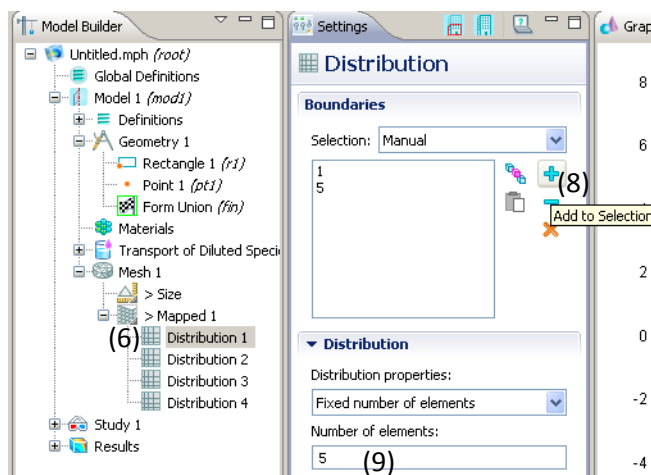 Model Builder
Untitled.mph (root)
Global Definitions
Model 1 (mod1)
Definitions
Geometry 1
Rectangle 1 (r1)
Point 1 (pt1)
Form Union (fin)
Materials
Transport of Diluted Speci
Mesh 1
> Size
> Mapped 1
(6) Distribution 1
Distribution 2
Distribution 3
Distribution 4
Study 1
Results
Settings
Distribution
Boundaries
Selection: Manual
1
5
(8)
Add to Selection
Distribution
Distribution properties:
Fixed number of elements
Number of elements:
5 (9)
Grap
8
6
2
0
-2
-4